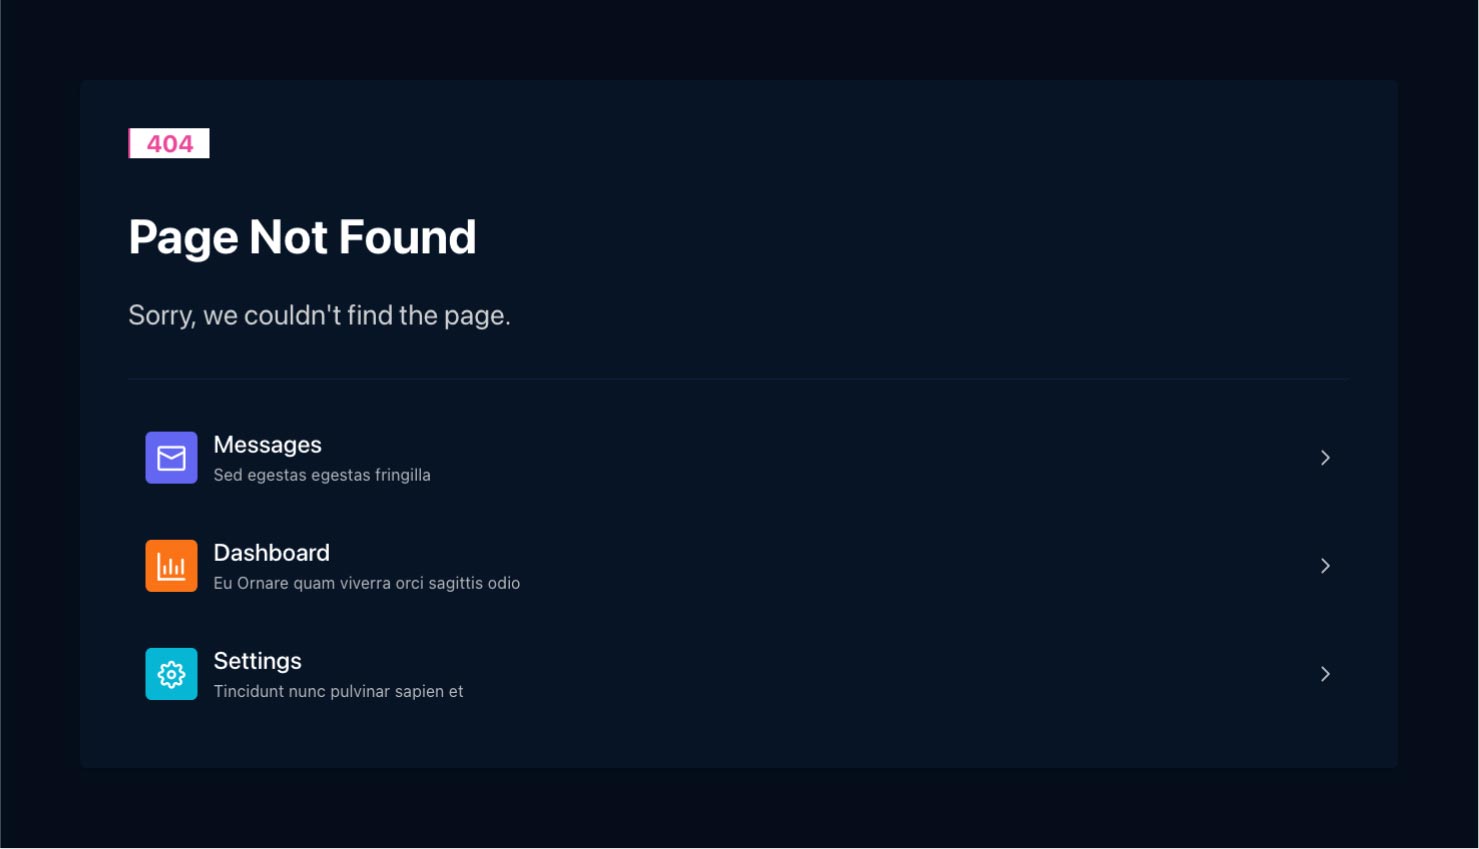 404
Page Not Found
Sorry, we couldn't find the page.
Messages
Sed egestas egestas fringilla
Dashboard
Eu Ornare quam viverra orci sagittis odio
Settings
Tincidunt nunc pulvinar sapien et